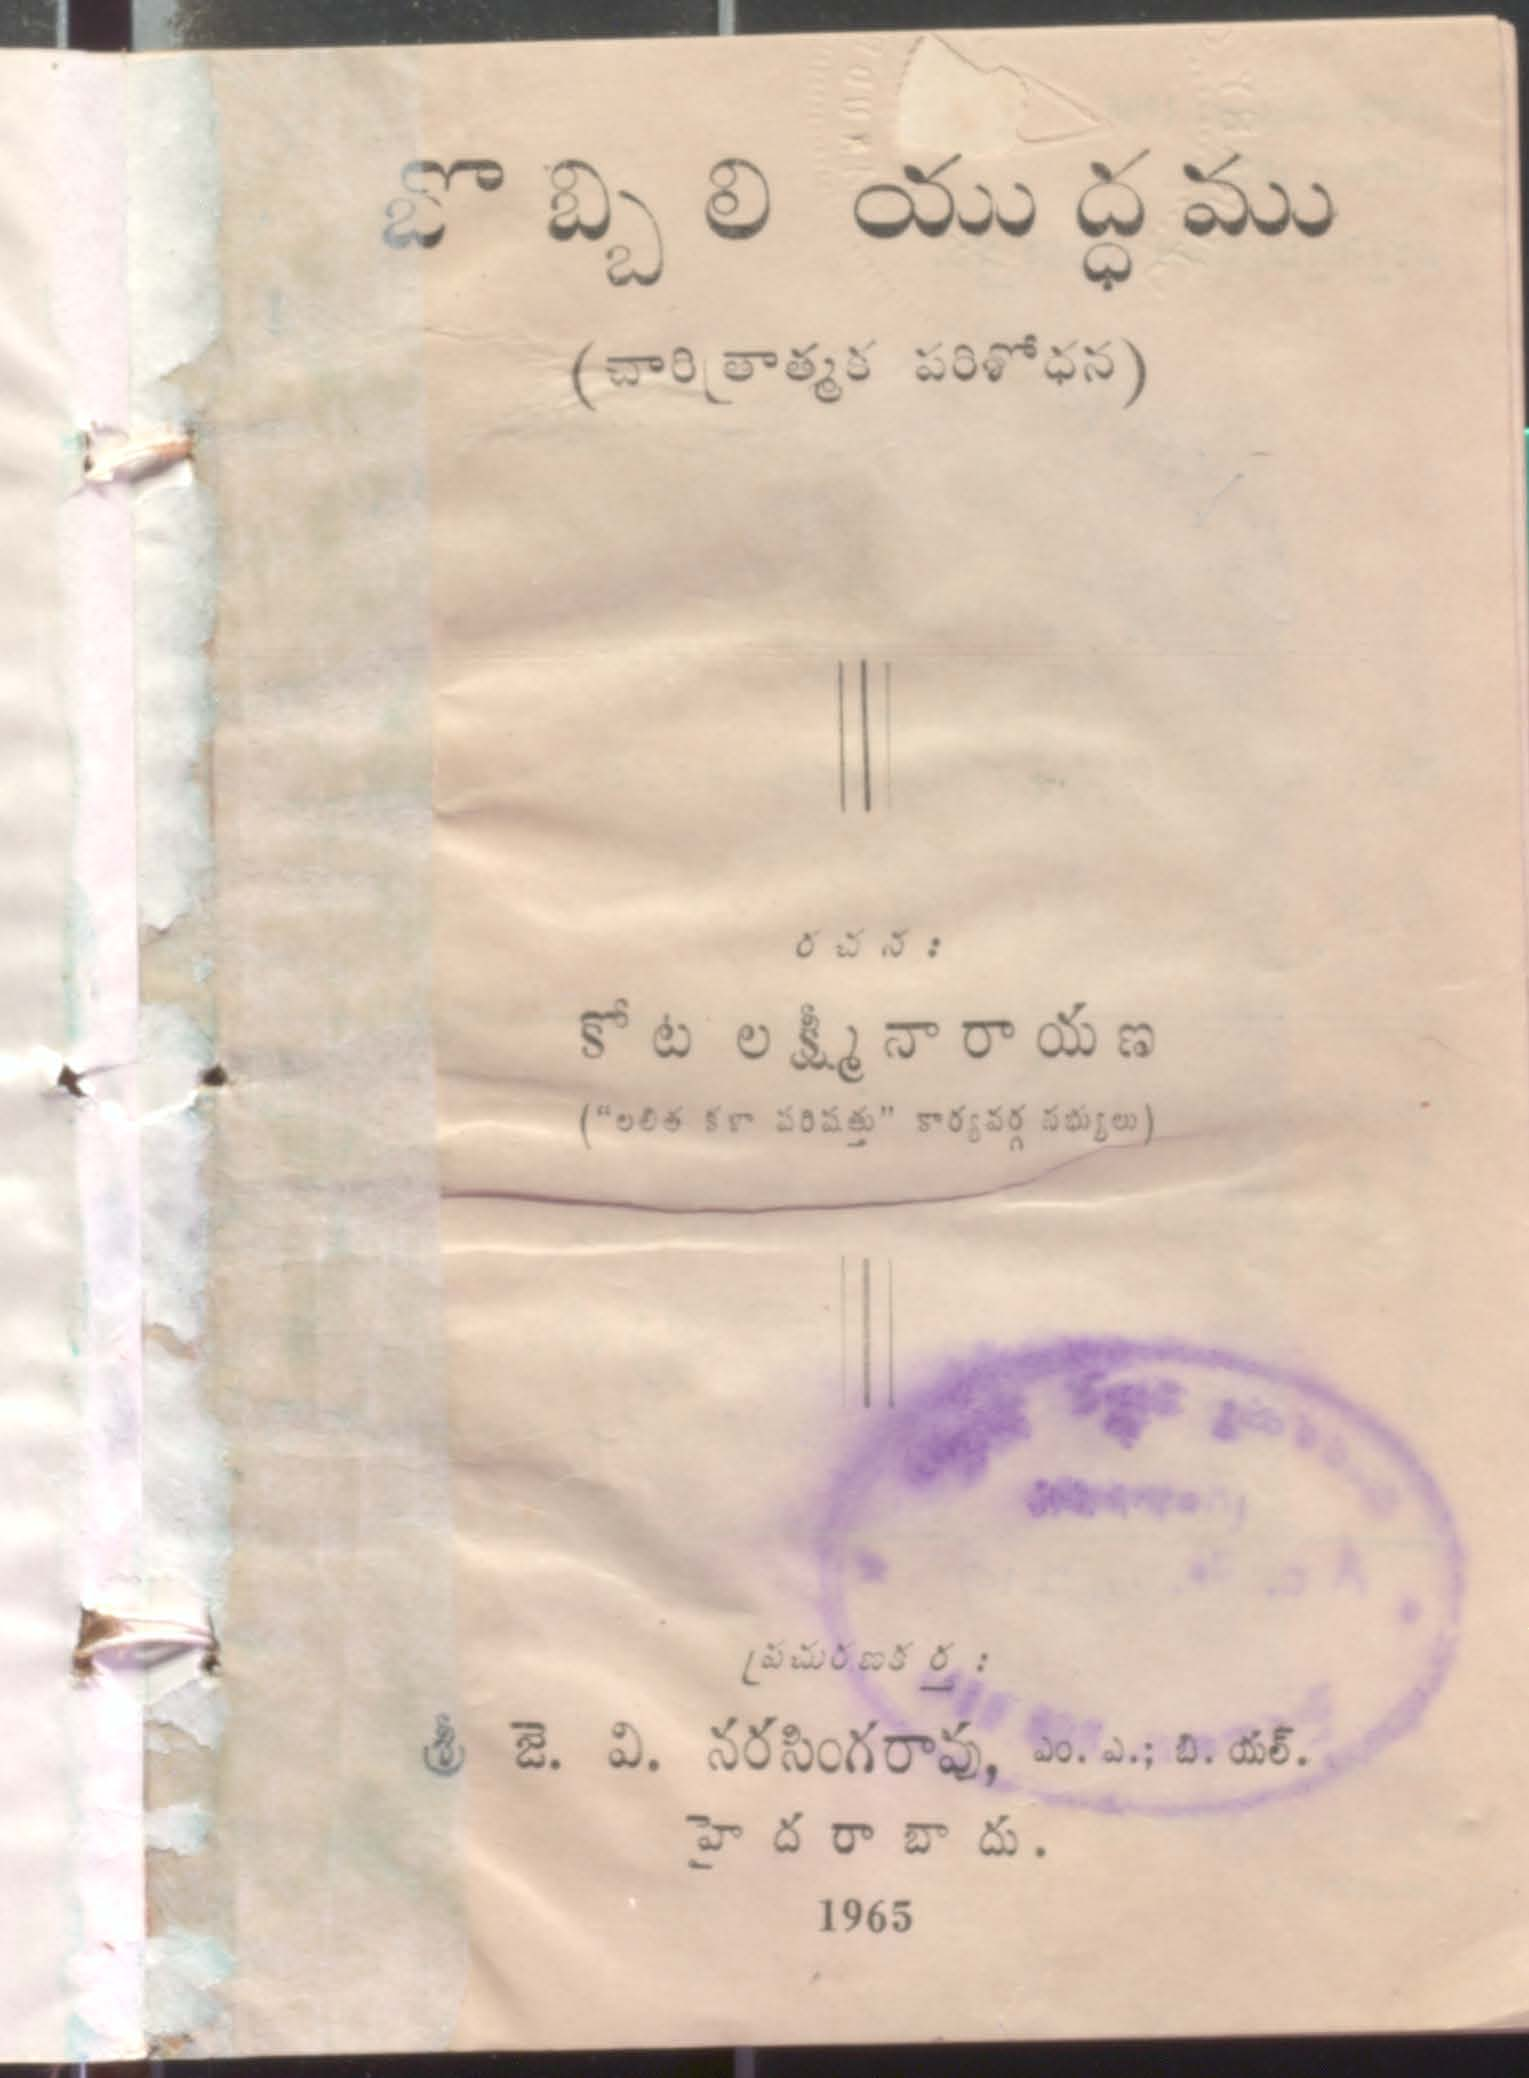 బొబ్బిలి యుద్ధము
(చారిత్రాత్మక పరిశోధన)
రచన :
కోట లక్ష్మీనారాయణ
("లలిత కళా పరిషత్తు" కార్యవర్గ సభ్యులు)
ప్రచురణకర్త :
శ్రీ జె. వి. నరసింగరావు, ఎం. ఎ.; బి. యల్.
హైదరాబాదు.
1965